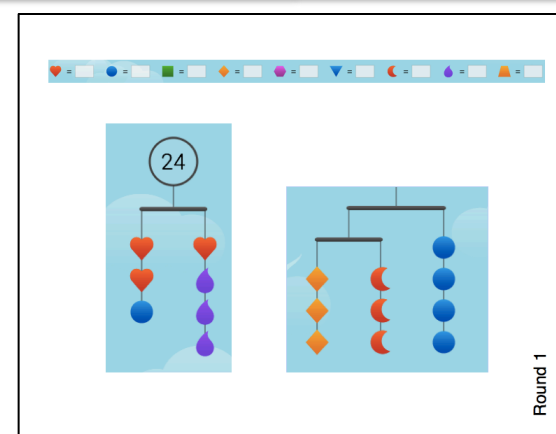 = = = = = = = = =
24
Round 1